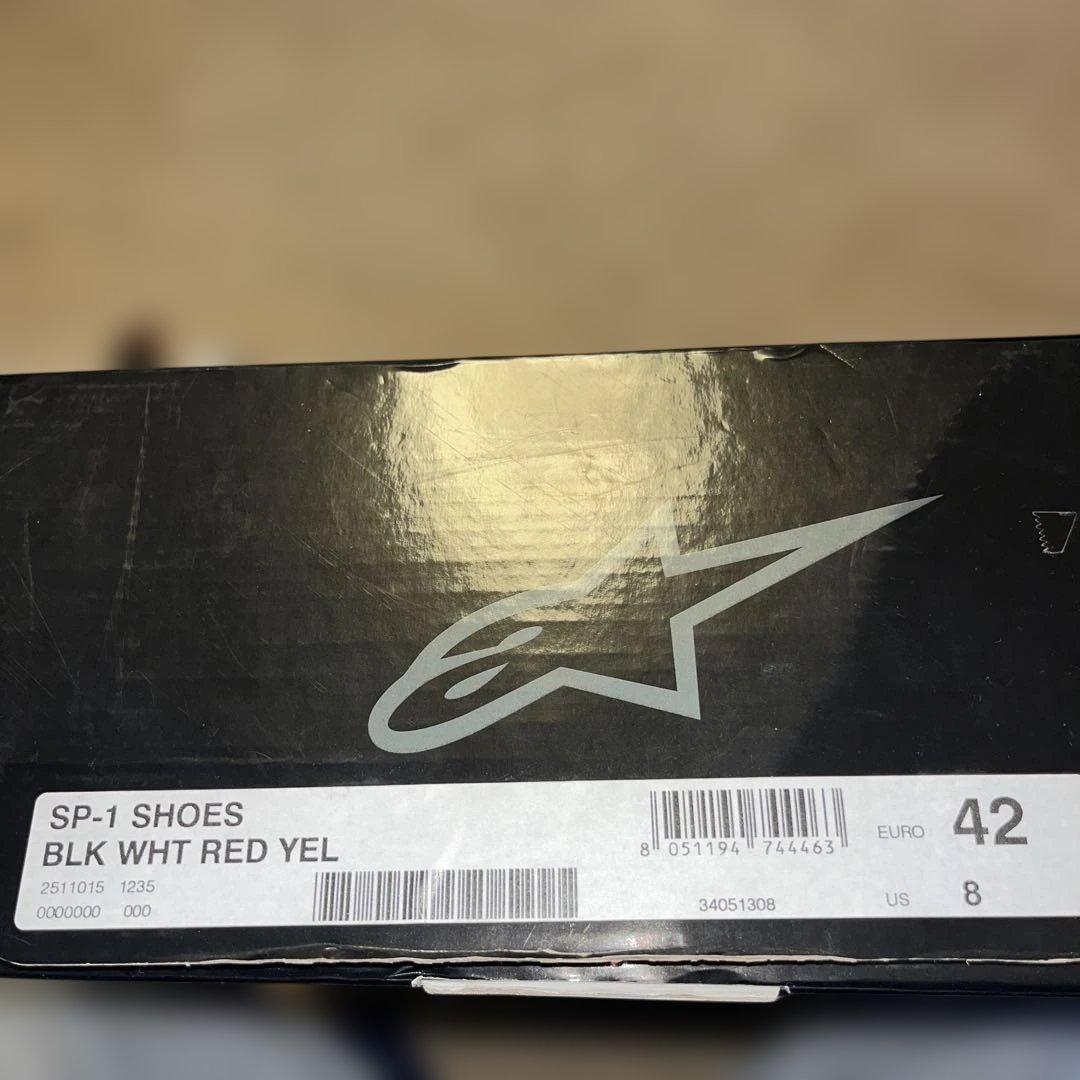 SP-1 SHOES
BLK WHT RED YEL
2511015 1235
0000000 000
8 051194 744463
34051308
EURO 42
US 8